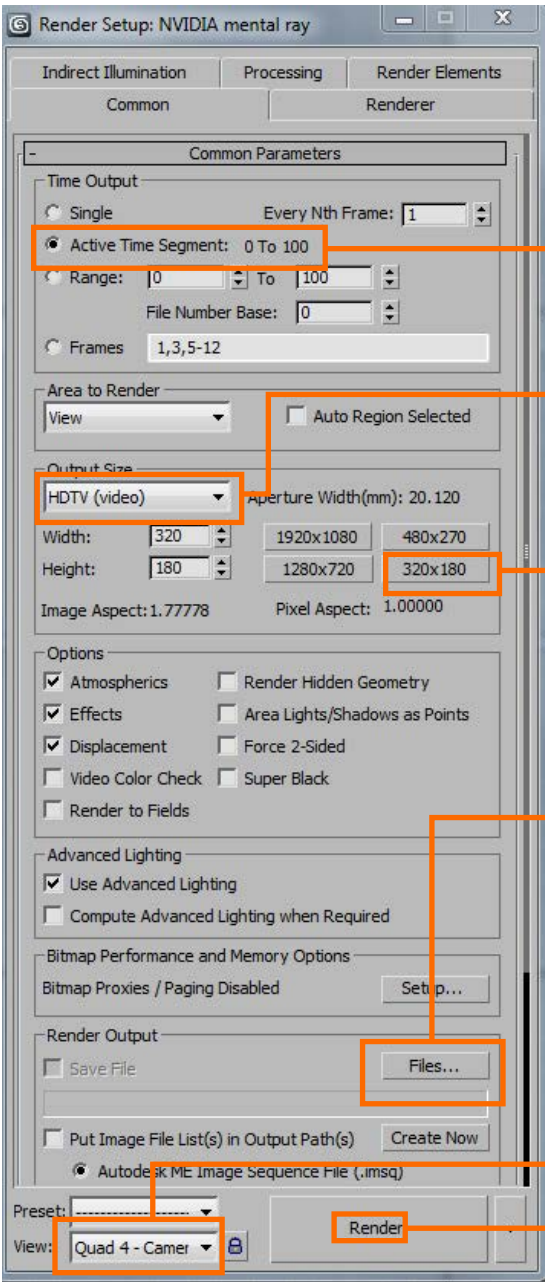 Render Setup: NVIDIA mental ray
Indirect Illumination Processing Render Elements
Common Renderer
- Common Parameters
Time Output
Single Every Nth Frame: 1
Active Time Segment: 0 To 100
Range: 0 To 100
File Number Base: 0
Frames 1,3,5-12
Area to Render
View Auto Region Selected
Output Size
HDTV (video) Aperture Width(mm): 20.120
Width: 320 1920x1080 480x270
Height: 180 1280x720 320x180
Image Aspect: 1.77778 Pixel Aspect: 1.00000
Options
Atmospherics Render Hidden Geometry
Effects Area Lights/Shadows as Points
Displacement Force 2-Sided
Video Color Check Super Black
Render to Fields
Advanced Lighting
Use Advanced Lighting
Compute Advanced Lighting when Required
Bitmap Performance and Memory Options
Bitmap Proxies / Paging Disabled Setup...
Render Output
Save File Files...
Put Image File List(s) in Output Path(s) Create Now
Autodesk ME Image Sequence File (.imsq)
Preset: --------------------
Render
View: Quad 4 - Camer